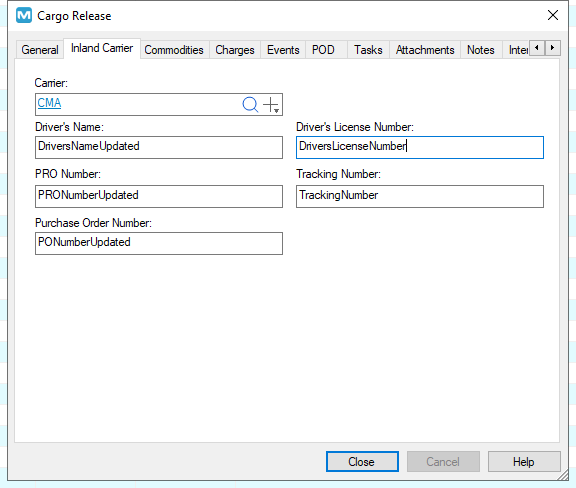 Cargo Release
General Inland Carrier Commodities Charges Events POD Tasks Attachments Notes
Carrier:
CMA
Driver's Name: Driver's License Number:
DriversNameUpdated DriversLicenseNumber
PRO Number: Tracking Number:
PRONumberUpdated TrackingNumber
Purchase Order Number:
PONumberUpdated
Close Cancel Help